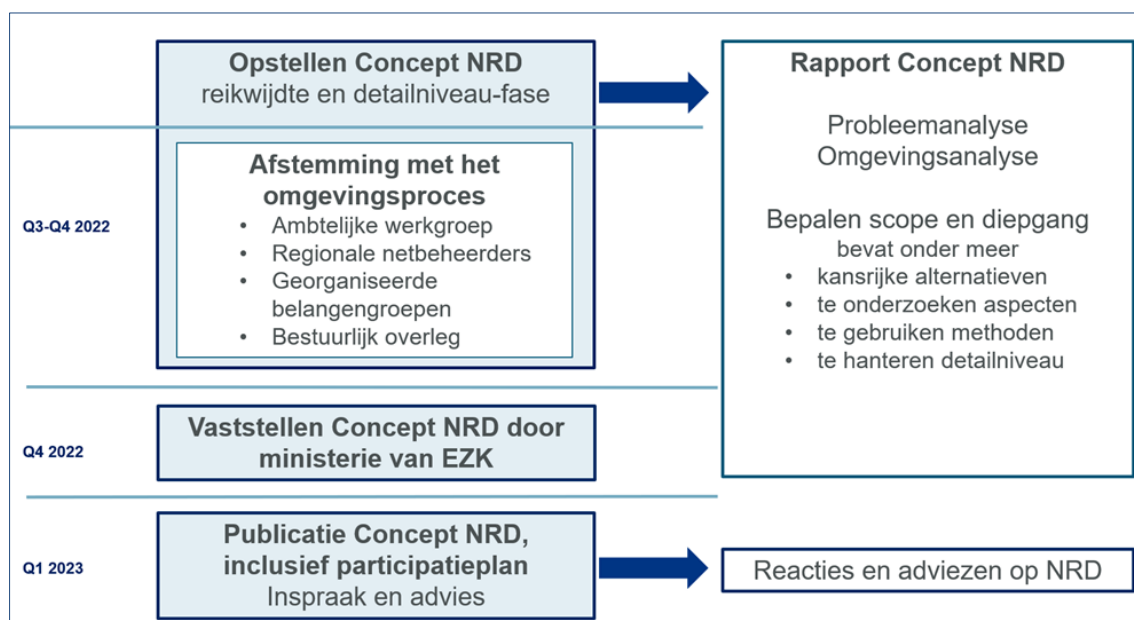 Opstellen Concept NRD
reikwijdte en detailniveau-fase
Rapport Concept NRD
Probleemanalyse
Omgevingsanalyse
Bepalen scope en diepgang
bevat onder meer
• kansrijke alternatieven
• te onderzoeken aspecten
• te gebruiken methoden
• te hanteren detailniveau
Q3-Q4 2022
Afstemming met het
omgevingsproces
• Ambtelijke werkgroep
• Regionale netbeheerders
• Georganiseerde
belangengroepen
• Bestuurlijk overleg
Q4 2022
Vaststellen Concept NRD door
ministerie van EZK
Q1 2023
Publicatie Concept NRD,
inclusief participatieplan
Inspraak en advies
Reacties en adviezen op NRD